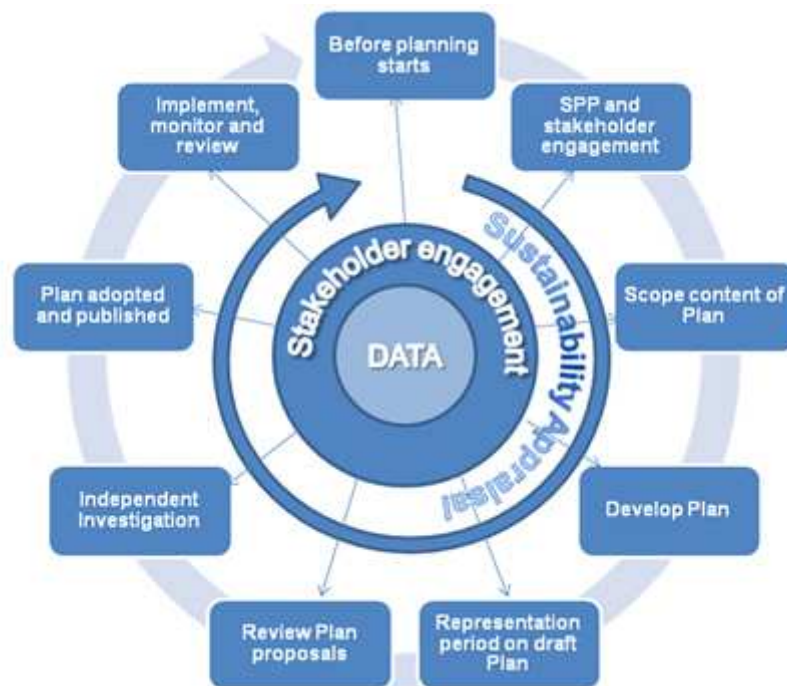 Before planning
starts
SPP and
stakeholder
engagement
Scope content of
Plan
Develop Plan
Representation
period on draft
Plan
Review Plan
proposals
Independent
Investigation
Plan adopted
and published
Implement,
monitor and
review
Stakeholder engagement
DATA
Sustainability Appraisal